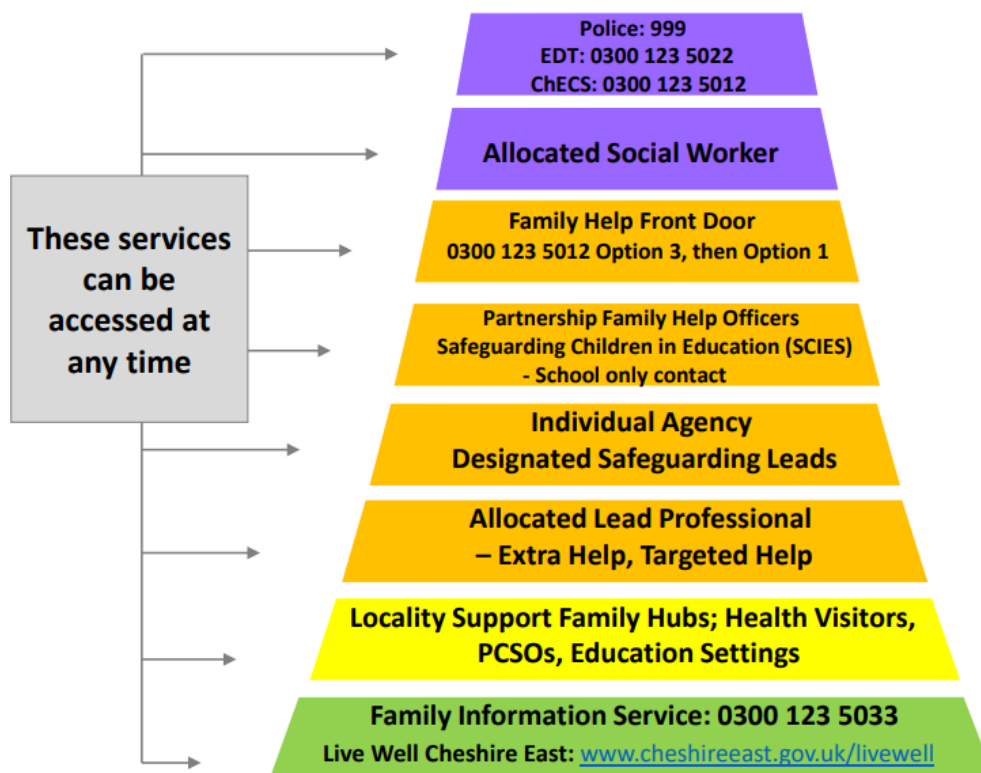 Police: 999
EDT: 0300 123 5022
ChECS: 0300 123 5012
Allocated Social Worker
These services
can be
accessed at
any time
Family Help Front Door
0300 123 5012 Option 3, then Option 1
Partnership Family Help Officers
Safeguarding Children in Education (SCIES)
- School only contact
Individual Agency
Designated Safeguarding Leads
Allocated Lead Professional
– Extra Help, Targeted Help
Locality Support Family Hubs; Health Visitors,
PCSOs, Education Settings
Family Information Service: 0300 123 5033
Live Well Cheshire East: www.cheshireeast.gov.uk/livewell